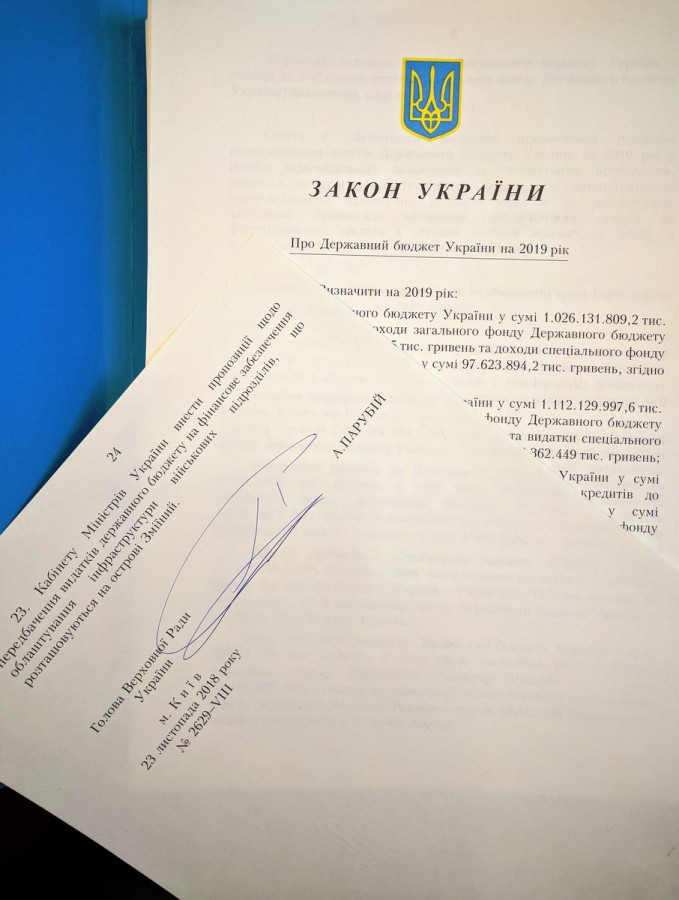 ЗАКОН УКРАЇНИ
Про Державний бюджет України на 2019 рік
Визначити на 2019 рік:
бюджету України у сумі 1.026.131.809,2 тис.
доходи загального фонду Державного бюджету
тис. гривень та доходи спеціального фонду
у сумі 97.623.894,2 тис. гривень, згідно
у сумі 1.112.129.997,6 тис.
фонду Державного бюджету
та видатки спеціального
362.449 тис. гривень;
України у сумі
кредитів до
у сумі
фонду
24
23. Кабінету Міністрів України внести пропозиції щодо
передбачення видатків державного бюджету на фінансове забезпечення
облаштування інфраструктури військових підрозділів, що
розташовуються на острові Зміїний.
Голова Верховної Ради
України
А.ПАРУБІЙ
м. Київ
23 листопада 2018 року
№ 2629–VIII